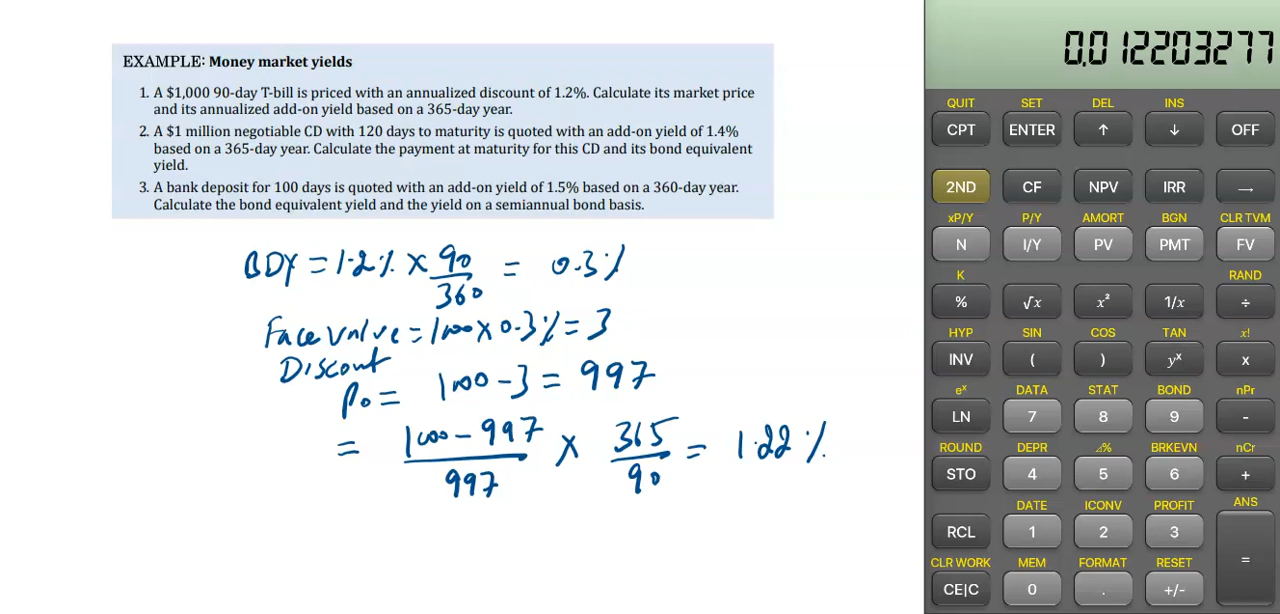 EXAMPLE: Money market yields
1. A $1,000 90-day T-bill is priced with an annualized discount of 1.2%. Calculate its market price
and its annualized add-on yield based on a 365-day year.
2. A $1 million negotiable CD with 120 days to maturity is quoted with an add-on yield of 1.4%
based on a 365-day year. Calculate the payment at maturity for this CD and its bond equivalent
yield.
3. A bank deposit for 100 days is quoted with an add-on yield of 1.5% based on a 360-day year.
Calculate the bond equivalent yield and the yield on a semiannual bond basis.
BDY = 1.2% × 90/360 = 0.3%
Face value = 1000 × 0.3% = 3
Discount
P0 = 1000 - 3 = 997
= 1000 - 997/997 × 365/90 = 1.22%
0.012203277
QUIT SET DEL INS
CPT ENTER ↑ ↓ OFF
2ND CF NPV IRR →
xP/Y P/Y AMORT BGN CLR TVM
N I/Y PV PMT FV
K RAND
% √x x² 1/x ÷
HYP SIN COS TAN x!
INV ( ) yˣ x
eˣ DATA STAT BOND nPr
LN 7 8 9 -
ROUND DEPR ⊿% BRKEVN nCr
STO 4 5 6 +
DATE ICONV PROFIT ANS
RCL 1 2 3 =
CLR WORK MEM FORMAT RESET
CE|C 0 . +/-